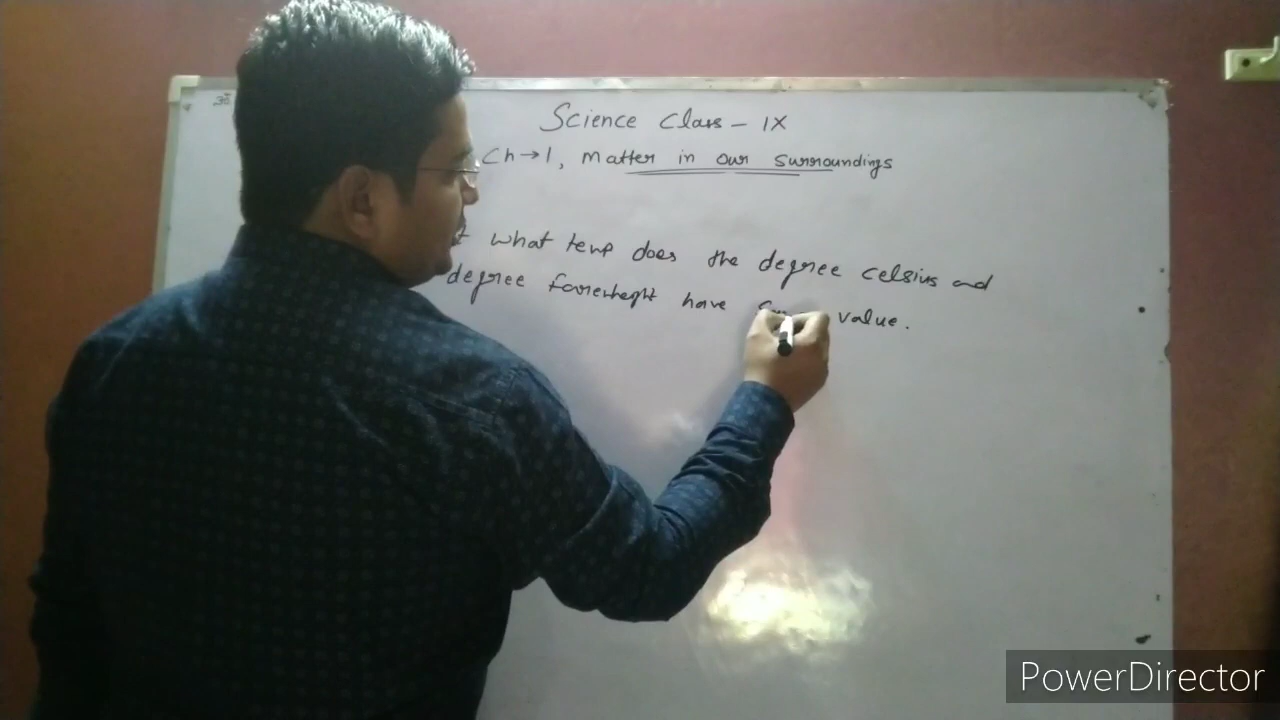 Science Class - IX
Ch→1, Matter in our surroundings
what temp does the degree celsius and
degree farrenheght have value.
PowerDirector